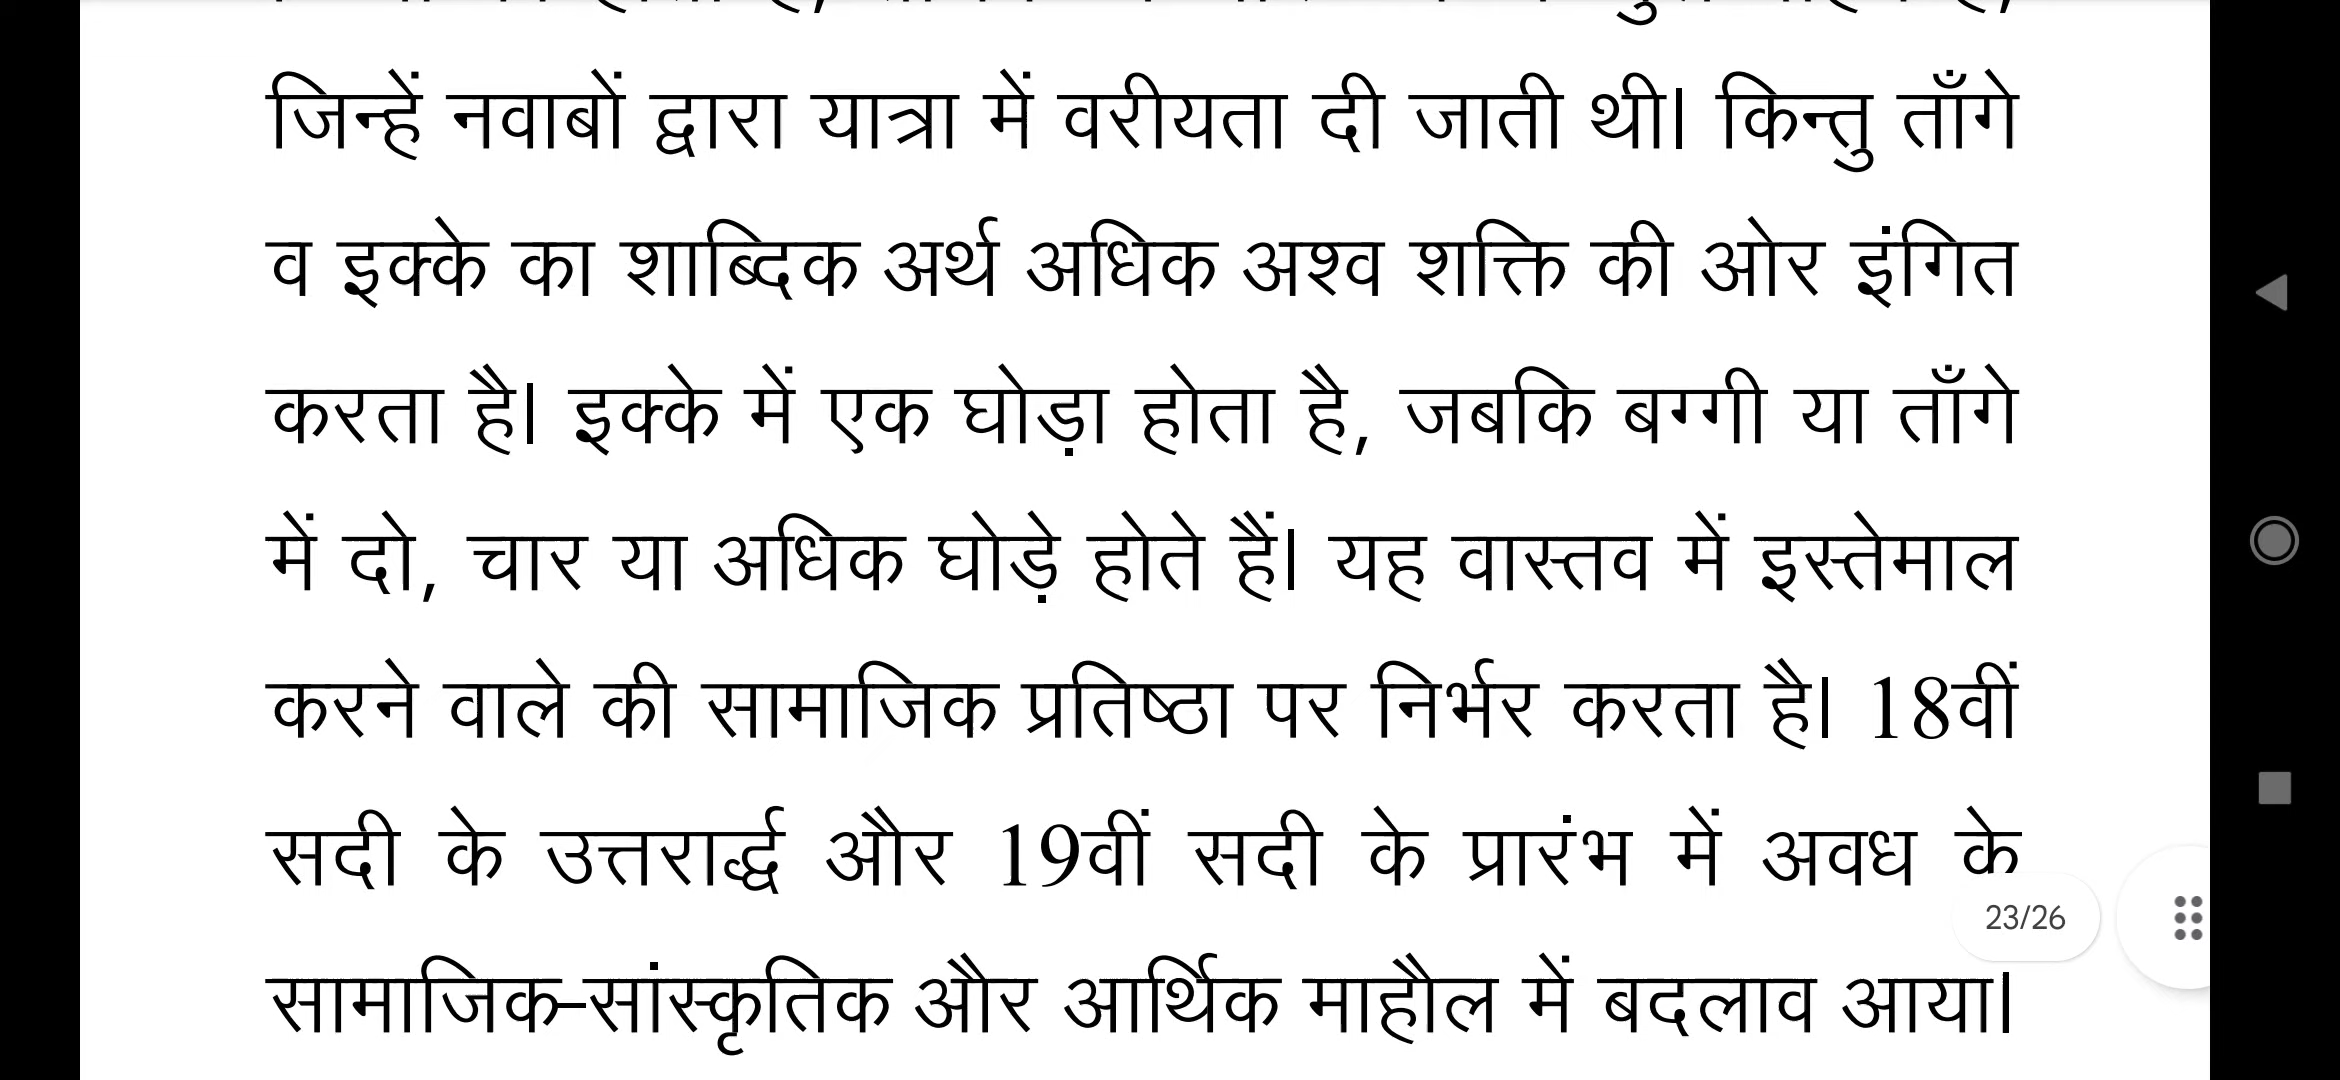 जिन्हें नवाबों द्वारा यात्रा में वरीयता दी जाती थी। किन्तु ताँगे
व इक्के का शाब्दिक अर्थ अधिक अश्व शक्ति की ओर इंगित
करता है। इक्के में एक घोड़ा होता है, जबकि बग्गी या ताँगे
में दो, चार या अधिक घोड़े होते हैं। यह वास्तव में इस्तेमाल
करने वाले की सामाजिक प्रतिष्ठा पर निर्भर करता है। 18वीं
सदी के उत्तरार्द्ध और 19वीं सदी के प्रारंभ में अवध के
23/26
सामाजिक-सांस्कृतिक और आर्थिक माहौल में बदलाव आया।